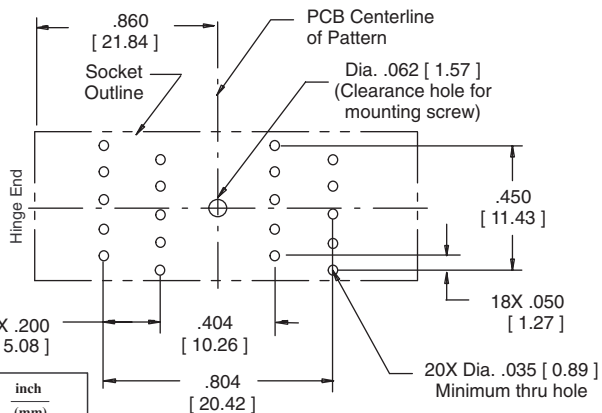 .860
[ 21.84 ]
PCB Centerline
of Pattern
Socket
Outline
Dia. .062 [ 1.57 ]
(Clearance hole for
mounting screw)
Hinge End
.450
[ 11.43 ]
18X .050
[ 1.27 ]
X .200
5.08 ]
.404
[ 10.26 ]
.804
[ 20.42 ]
20X Dia. .035 [ 0.89 ]
Minimum thru hole
inch
(mm)